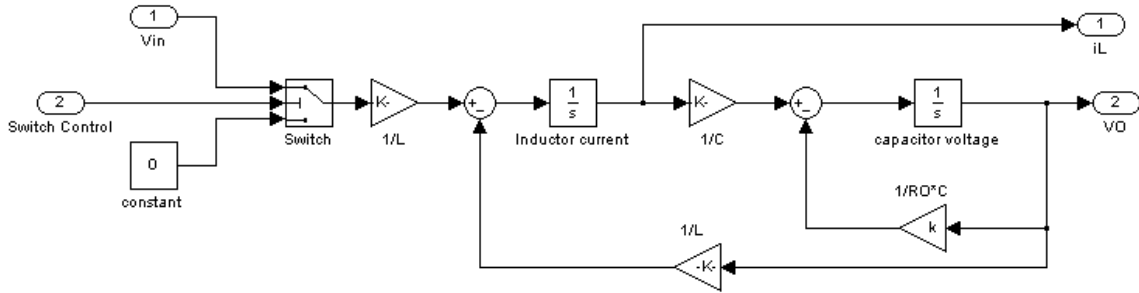 1
Vin
2
Switch Control
0
constant
Switch
K-
1/L
+
-
1
s
Inductor current
K-
1/C
+
-
1
s
capacitor voltage
1
iL
2
VO
1/RO*C
k
1/L
-K-